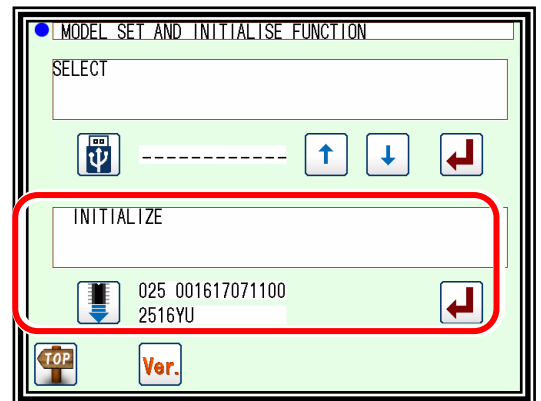 MODEL SET AND INITIALISE FUNCTION
SELECT
------------
INITIALIZE
025 001617071100
2516YU
TOP
Ver.